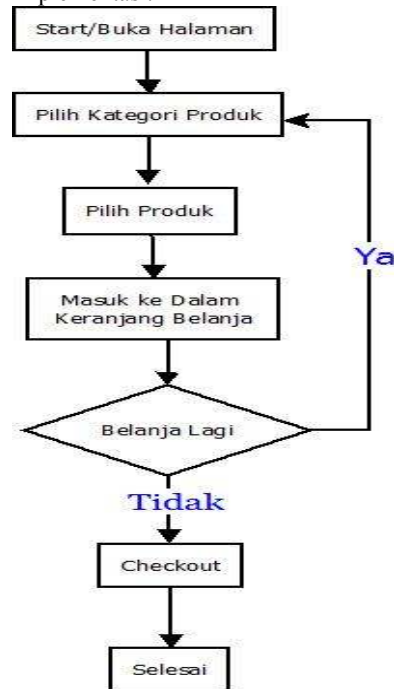 Start/Buka Halaman
Pilih Kategori Produk
Pilih Produk
Ya
Masuk ke Dalam
Keranjang Belanja
Belanja Lagi
Tidak
Checkout
Selesai